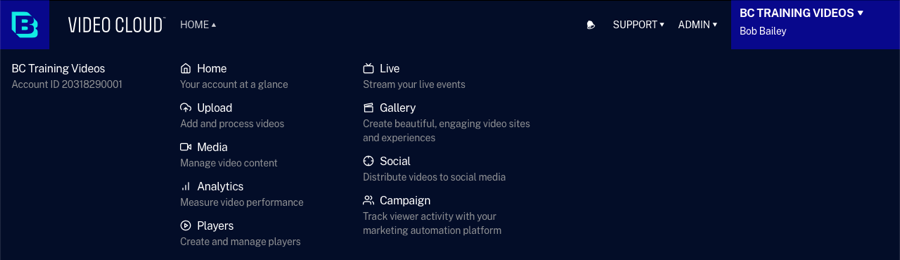 VIDEO CLOUD™
HOME
SUPPORT
ADMIN
BC TRAINING VIDEOS
Bob Bailey
BC Training Videos
Account ID 20318290001
Home
Your account at a glance
Upload
Add and process videos
Media
Manage video content
Analytics
Measure video performance
Players
Create and manage players
Live
Stream your live events
Gallery
Create beautiful, engaging video sites
and experiences
Social
Distribute videos to social media
Campaign
Track viewer activity with your
marketing automation platform